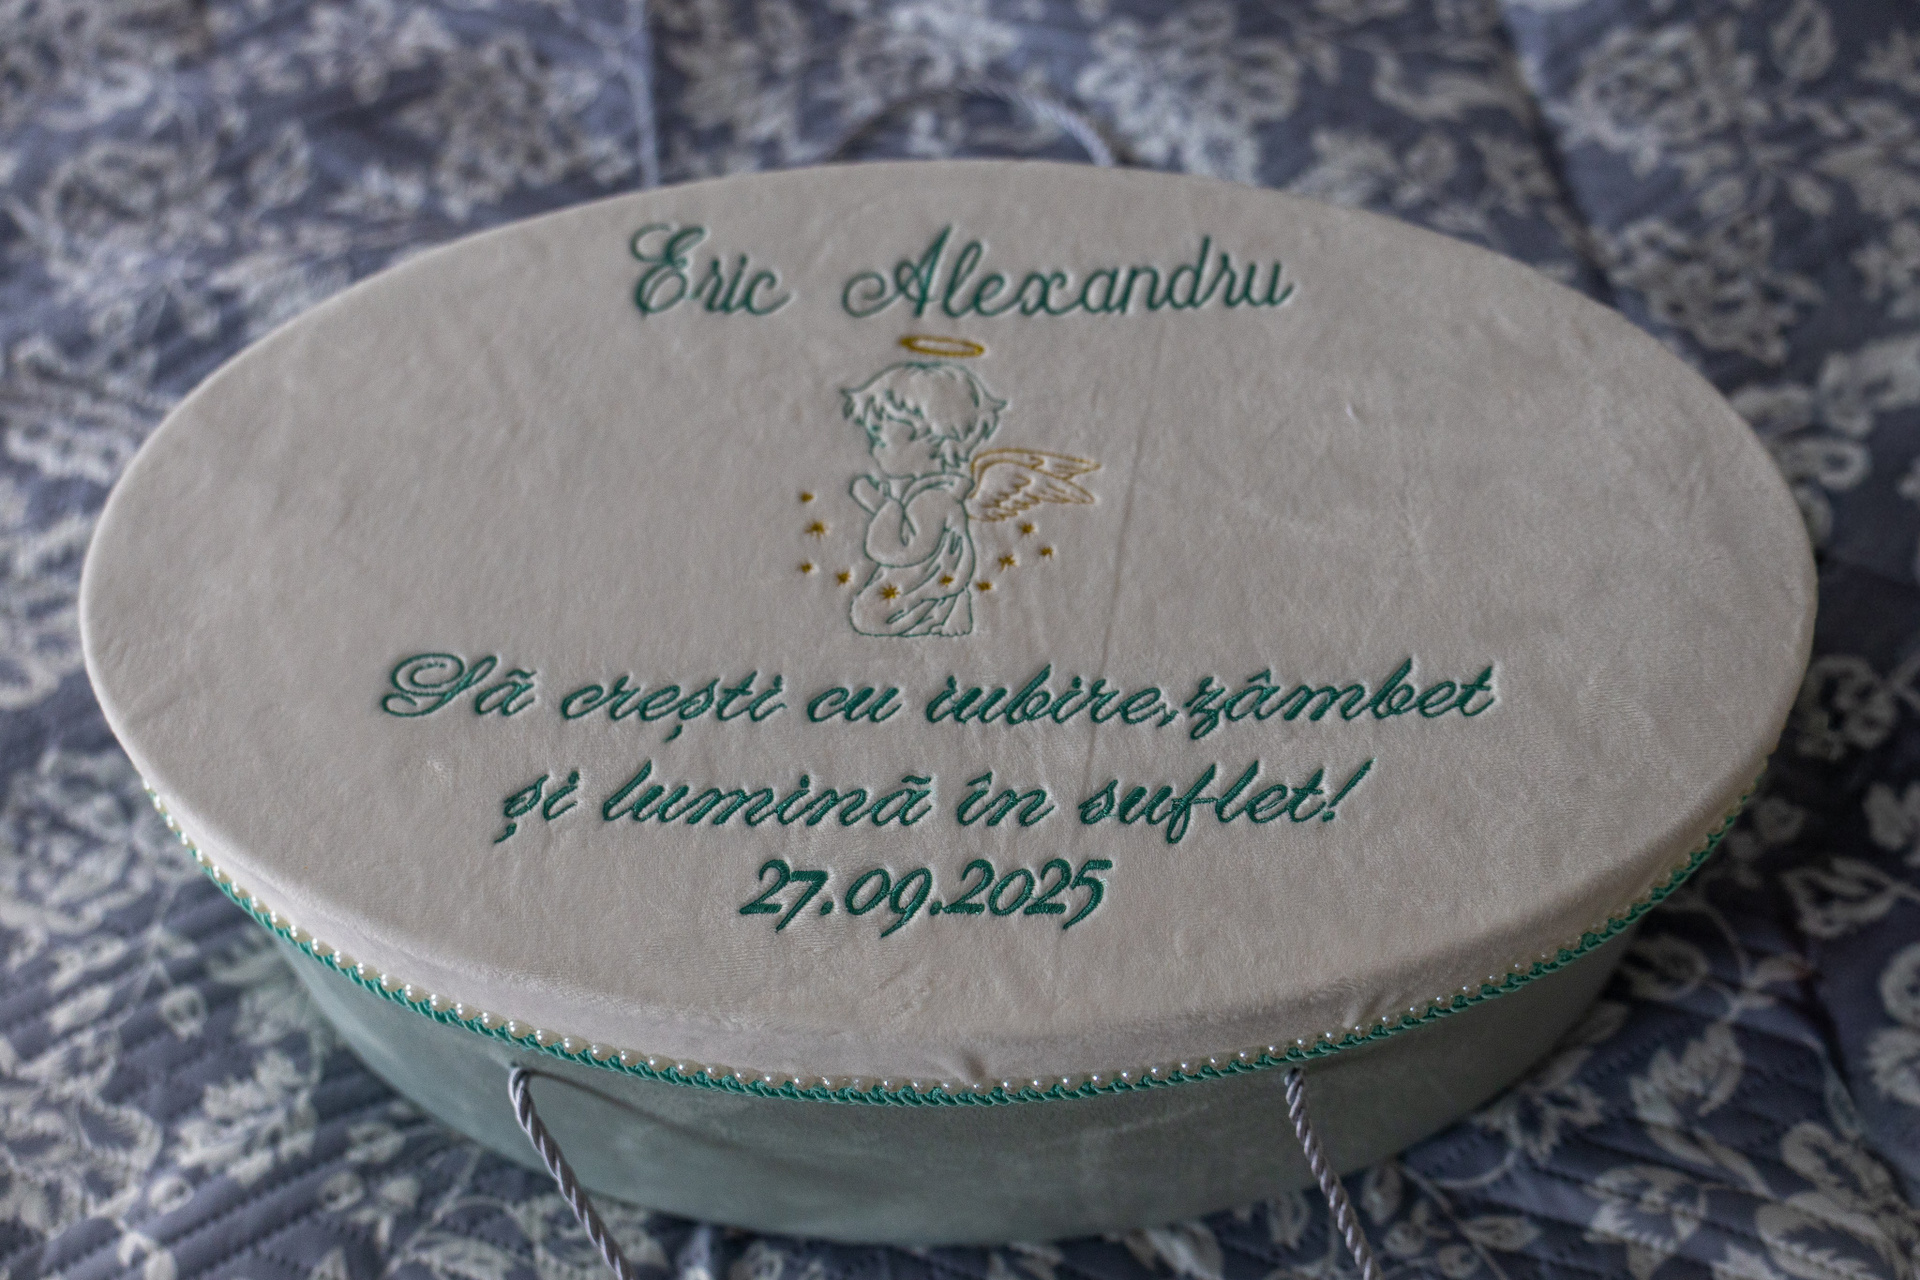 Eric Alexandru
Să crești cu iubire,zâmbet
și lumină în suflet!
27.09.2025